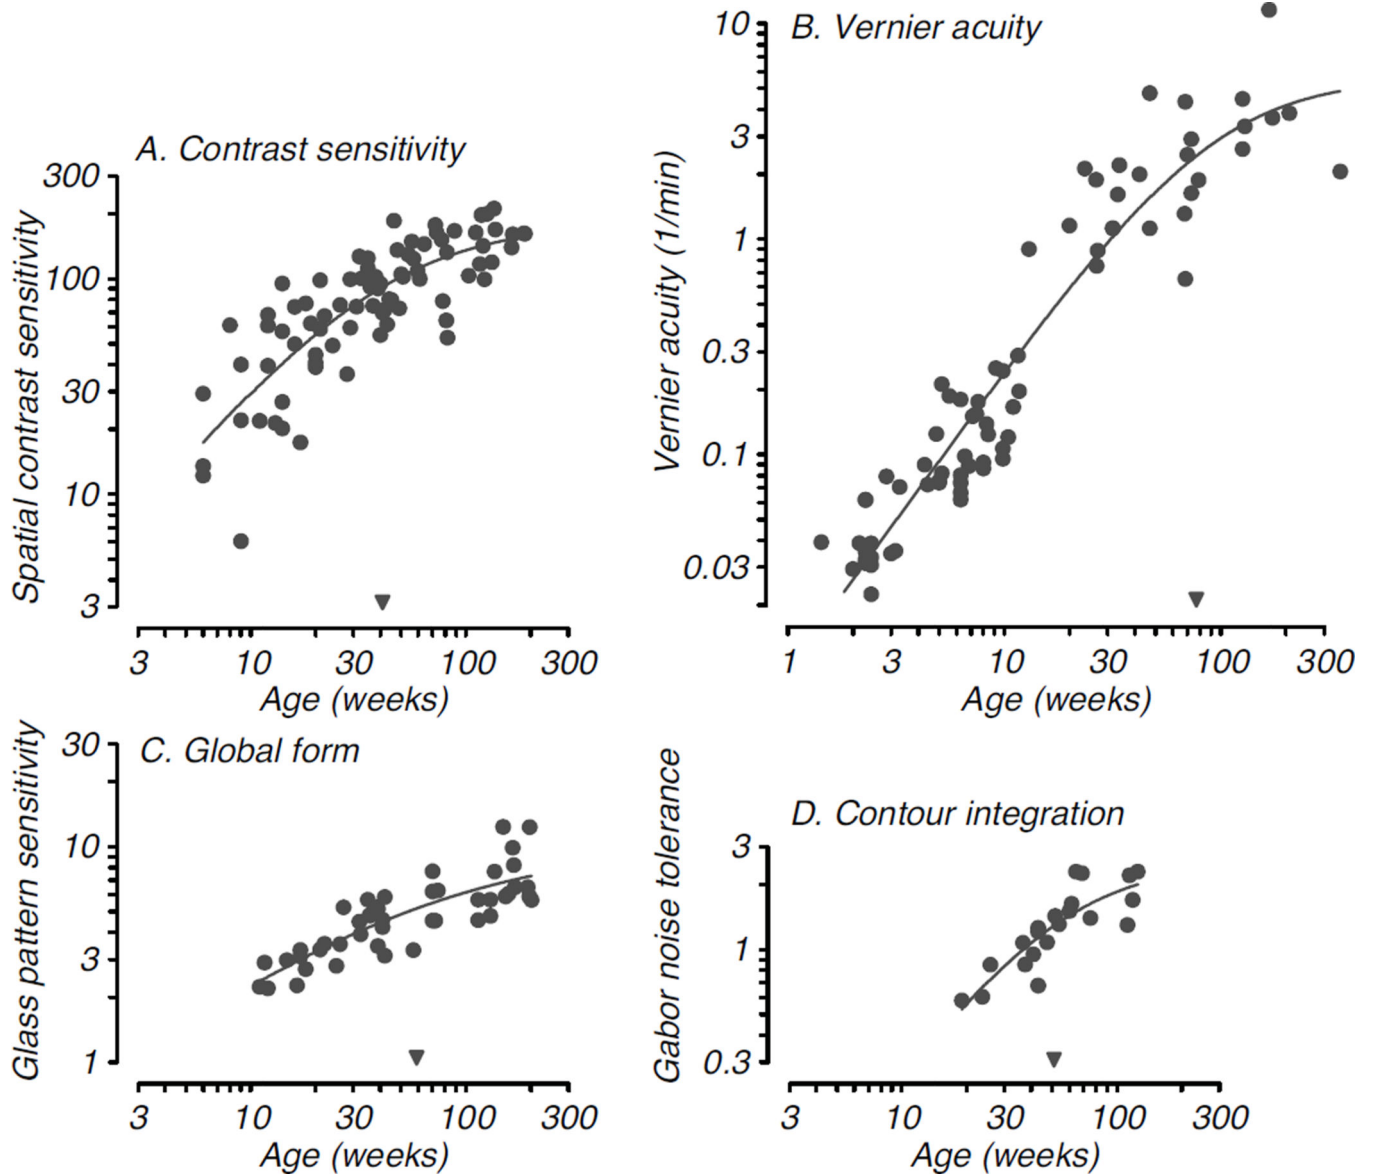 A. Contrast sensitivity
Spatial contrast sensitivity
300
100
30
10
3
3 10 30 100 300
Age (weeks)
B. Vernier acuity
Vernier acuity (1/min)
10
3
1
0.3
0.1
0.03
1 3 10 30 100 300
Age (weeks)
C. Global form
Glass pattern sensitivity
30
10
3
1
3 10 30 100 300
Age (weeks)
D. Contour integration
Gabor noise tolerance
3
1
0.3
3 10 30 100 300
Age (weeks)